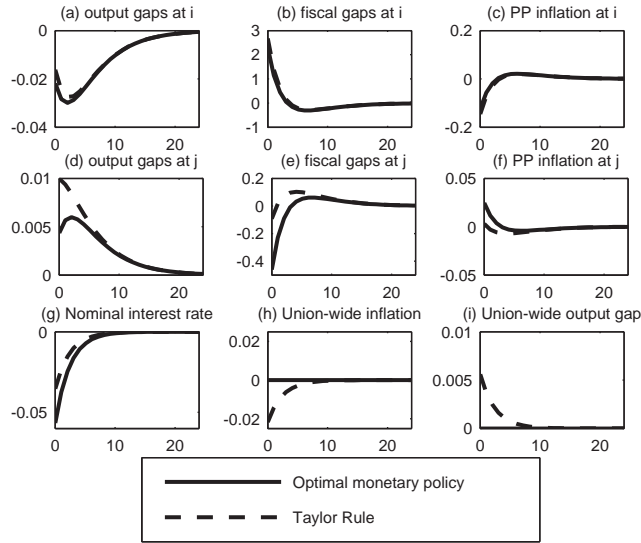 (a) output gaps at i
(b) fiscal gaps at i
(c) PP inflation at i
0
-0.02
-0.04
0 10 20
3
2
1
0
-1
0 10 20
0.2
0
-0.2
0 10 20
(d) output gaps at j
(e) fiscal gaps at j
(f) PP inflation at j
0.01
0.005
0
0 10 20
0.2
0
-0.2
-0.4
0 10 20
0.05
0
-0.05
0 10 20
(g) Nominal interest rate
(h) Union-wide inflation
(i) Union-wide output gap
0
-0.05
0 10 20
0.02
0
-0.02
0 10 20
0.01
0.005
0
0 10 20
Optimal monetary policy
Taylor Rule